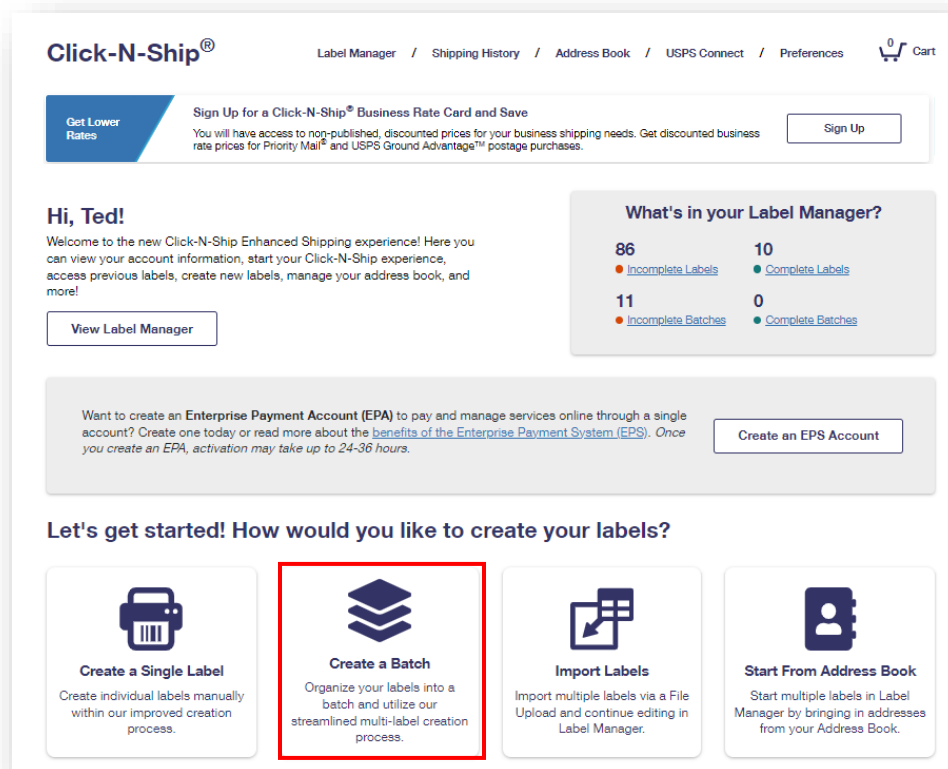 Click-N-Ship®
Label Manager / Shipping History / Address Book / USPS Connect / Preferences
0
Cart
Get Lower
Rates
Sign Up for a Click-N-Ship® Business Rate Card and Save
You will have access to non-published, discounted prices for your business shipping needs. Get discounted business
rate prices for Priority Mail® and USPS Ground Advantage™ postage purchases.
Sign Up
Hi, Ted!
Welcome to the new Click-N-Ship Enhanced Shipping experience! Here you
can view your account information, start your Click-N-Ship experience,
access previous labels, create new labels, manage your address book, and
more!
View Label Manager
What's in your Label Manager?
86
Incomplete Labels
10
Complete Labels
11
Incomplete Batches
0
Complete Batches
Want to create an Enterprise Payment Account (EPA) to pay and manage services online through a single
account? Create one today or read more about the benefits of the Enterprise Payment System (EPS). Once
you create an EPA, activation may take up to 24-36 hours.
Create an EPS Account
Let's get started! How would you like to create your labels?
Create a Single Label
Create individual labels manually
within our improved creation
process.
Create a Batch
Organize your labels into a
batch and utilize our
streamlined multi-label creation
process.
Import Labels
Import multiple labels via a File
Upload and continue editing in
Label Manager.
Start From Address Book
Start multiple labels in Label
Manager by bringing in addresses
from your Address Book.